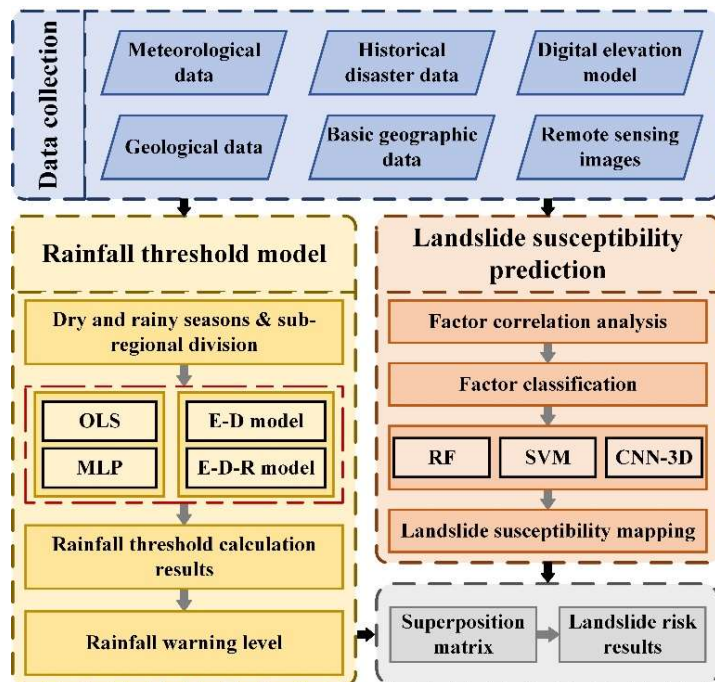 Data collection
Meteorological
data
Historical
disaster data
Digital elevation
model
Geological data
Basic geographic
data
Remote sensing
images
Rainfall threshold model
Dry and rainy seasons & sub-
regional division
OLS
MLP
E-D model
E-D-R model
Rainfall threshold calculation
results
Rainfall warning level
Landslide susceptibility
prediction
Factor correlation analysis
Factor classification
RF
SVM
CNN-3D
Landslide susceptibility mapping
Superposition
matrix
Landslide risk
results